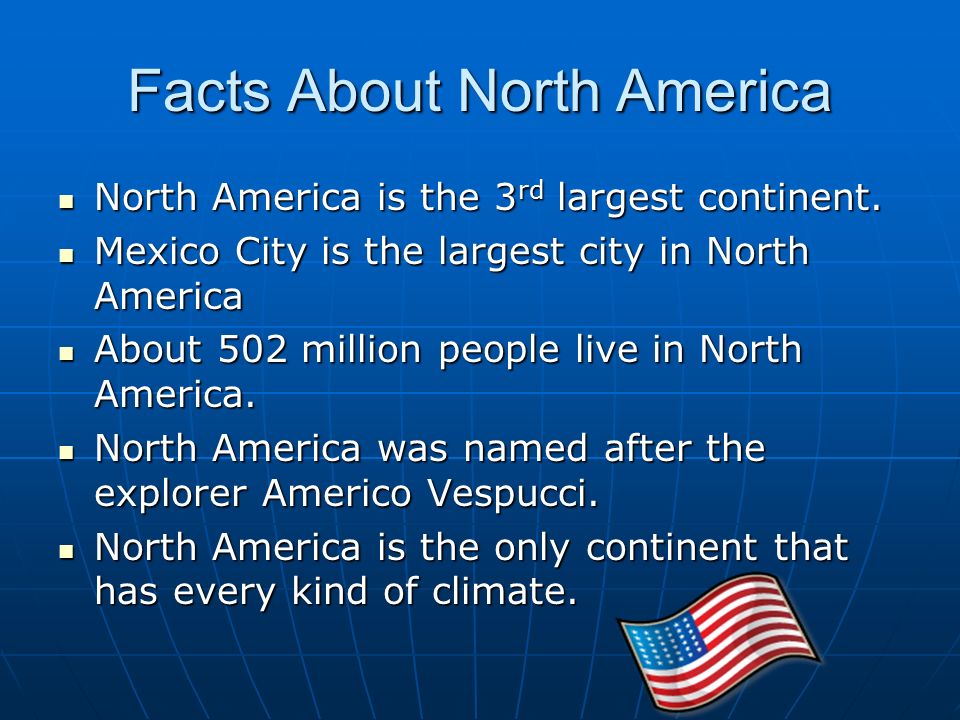 Facts About North America
North America is the 3rd largest continent.
Mexico City is the largest city in North
America
About 502 million people live in North
America.
North America was named after the
explorer Americo Vespucci.
North America is the only continent that
has every kind of climate.